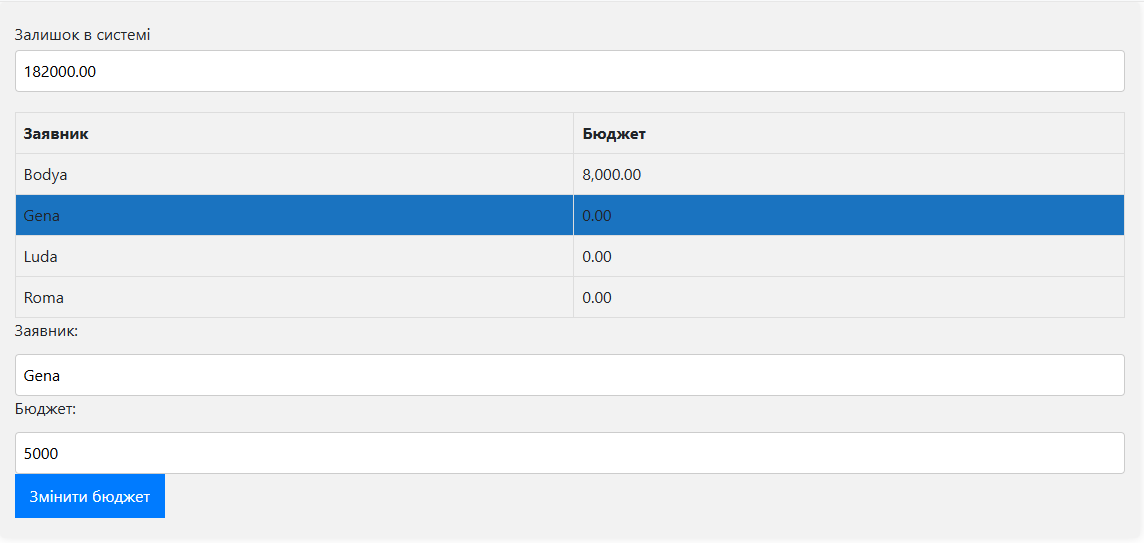 Залишок в системі
182000.00
Заявник Бюджет
Bodya 8,000.00
Gena 0.00
Luda 0.00
Roma 0.00
Заявник:
Gena
Бюджет:
5000
Змінити бюджет